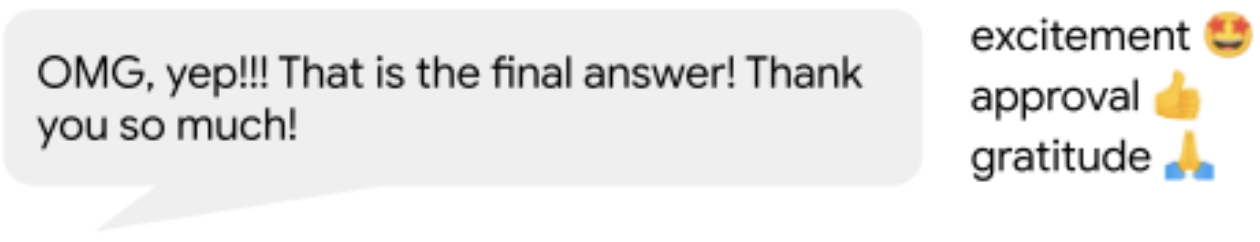 OMG, yep!!! That is the final answer! Thank
you so much!
excitement 🤩
approval 👍
gratitude 🙏